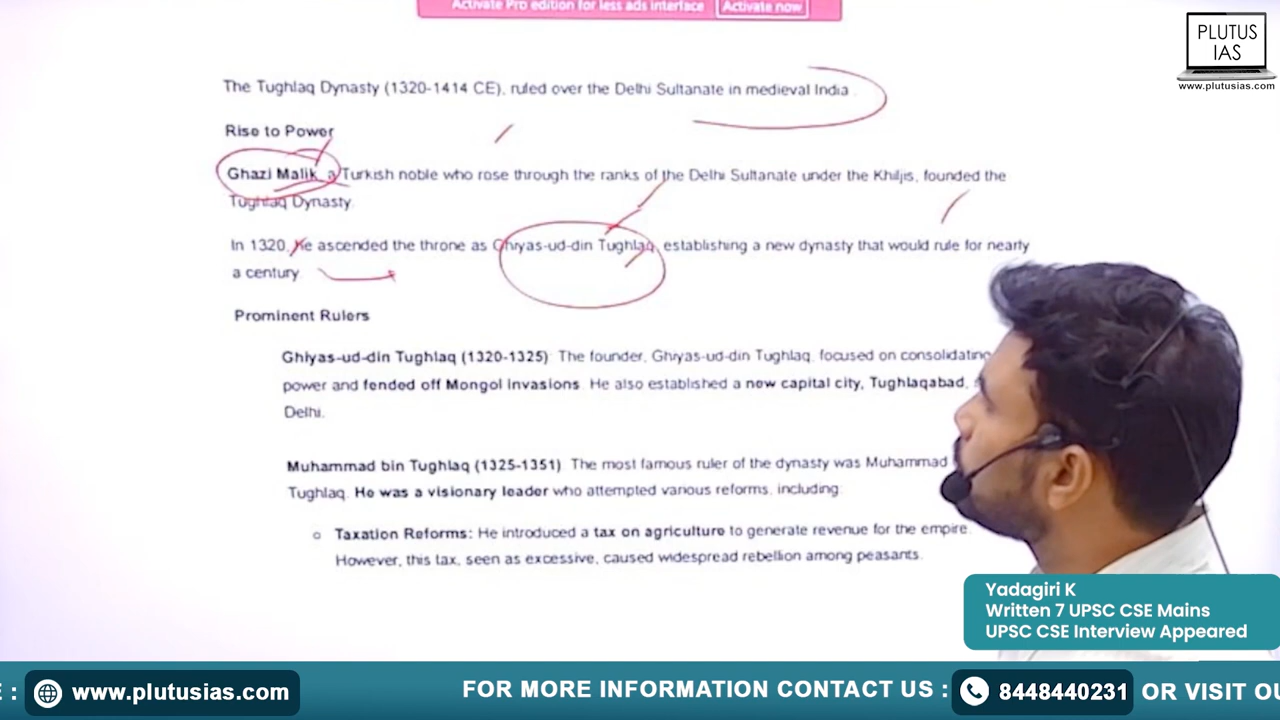 Activate Pro edition for less ads interface Activate now
PLUTUS
IAS
www.plutusias.com
The Tughlaq Dynasty (1320-1414 CE), ruled over the Delhi Sultanate in medieval India
Rise to Power
Ghazi Malik, a Turkish noble who rose through the ranks of the Delhi Sultanate under the Khiljis, founded the
Tughlaq Dynasty.
In 1320, he ascended the throne as Ghiyas-ud-din Tughlaq, establishing a new dynasty that would rule for nearly
a century.
Prominent Rulers
Ghiyas-ud-din Tughlaq (1320-1325) The founder, Ghiyas-ud-din Tughlaq, focused on consolidating
power and fended off Mongol invasions. He also established a new capital city, Tughlaqabad,
Delhi.
Muhammad bin Tughlaq (1325-1351) The most famous ruler of the dynasty was Muhammad
Tughlaq. He was a visionary leader who attempted various reforms, including:
o Taxation Reforms: He introduced a tax on agriculture to generate revenue for the empire.
However, this tax, seen as excessive, caused widespread rebellion among peasants.
Yadagiri K
Written 7 UPSC CSE Mains
UPSC CSE Interview Appeared
: www.plutusias.com FOR MORE INFORMATION CONTACT US : 8448440231 OR VISIT